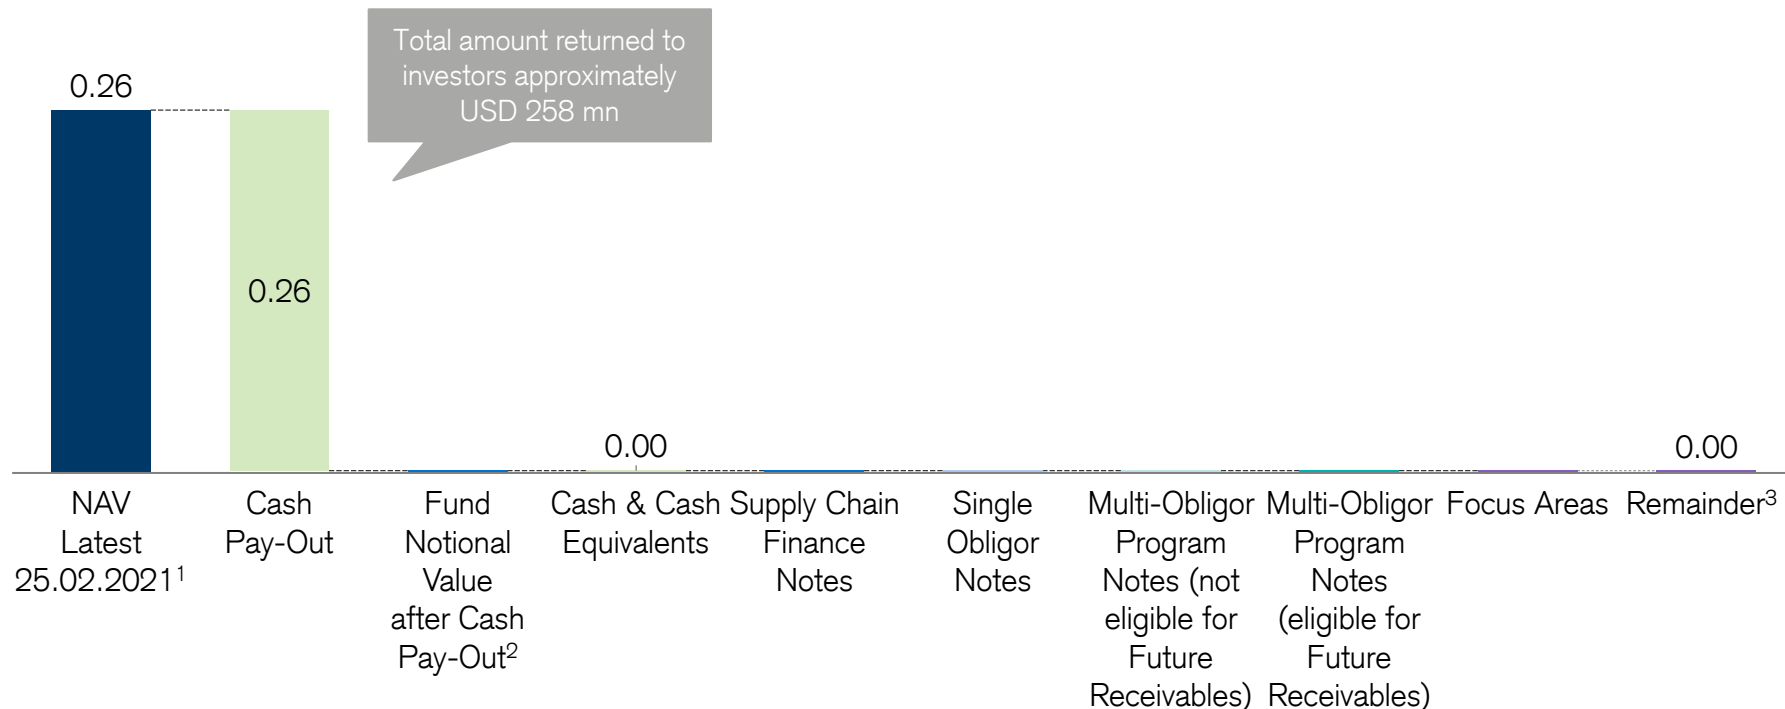 Total amount returned to
investors approximately
USD 258 mn
0.26
0.26
0.00
0.00
NAV
Latest
25.02.2021¹
Cash
Pay-Out
Fund
Notional
Value
after Cash
Pay-Out²
Cash & Cash
Equivalents
Supply Chain
Finance
Notes
Single
Obligor
Notes
Multi-Obligor
Program
Notes (not
eligible for
Future
Receivables)
Multi-Obligor
Program
Notes
(eligible for
Future
Receivables)
Focus Areas
Remainder³